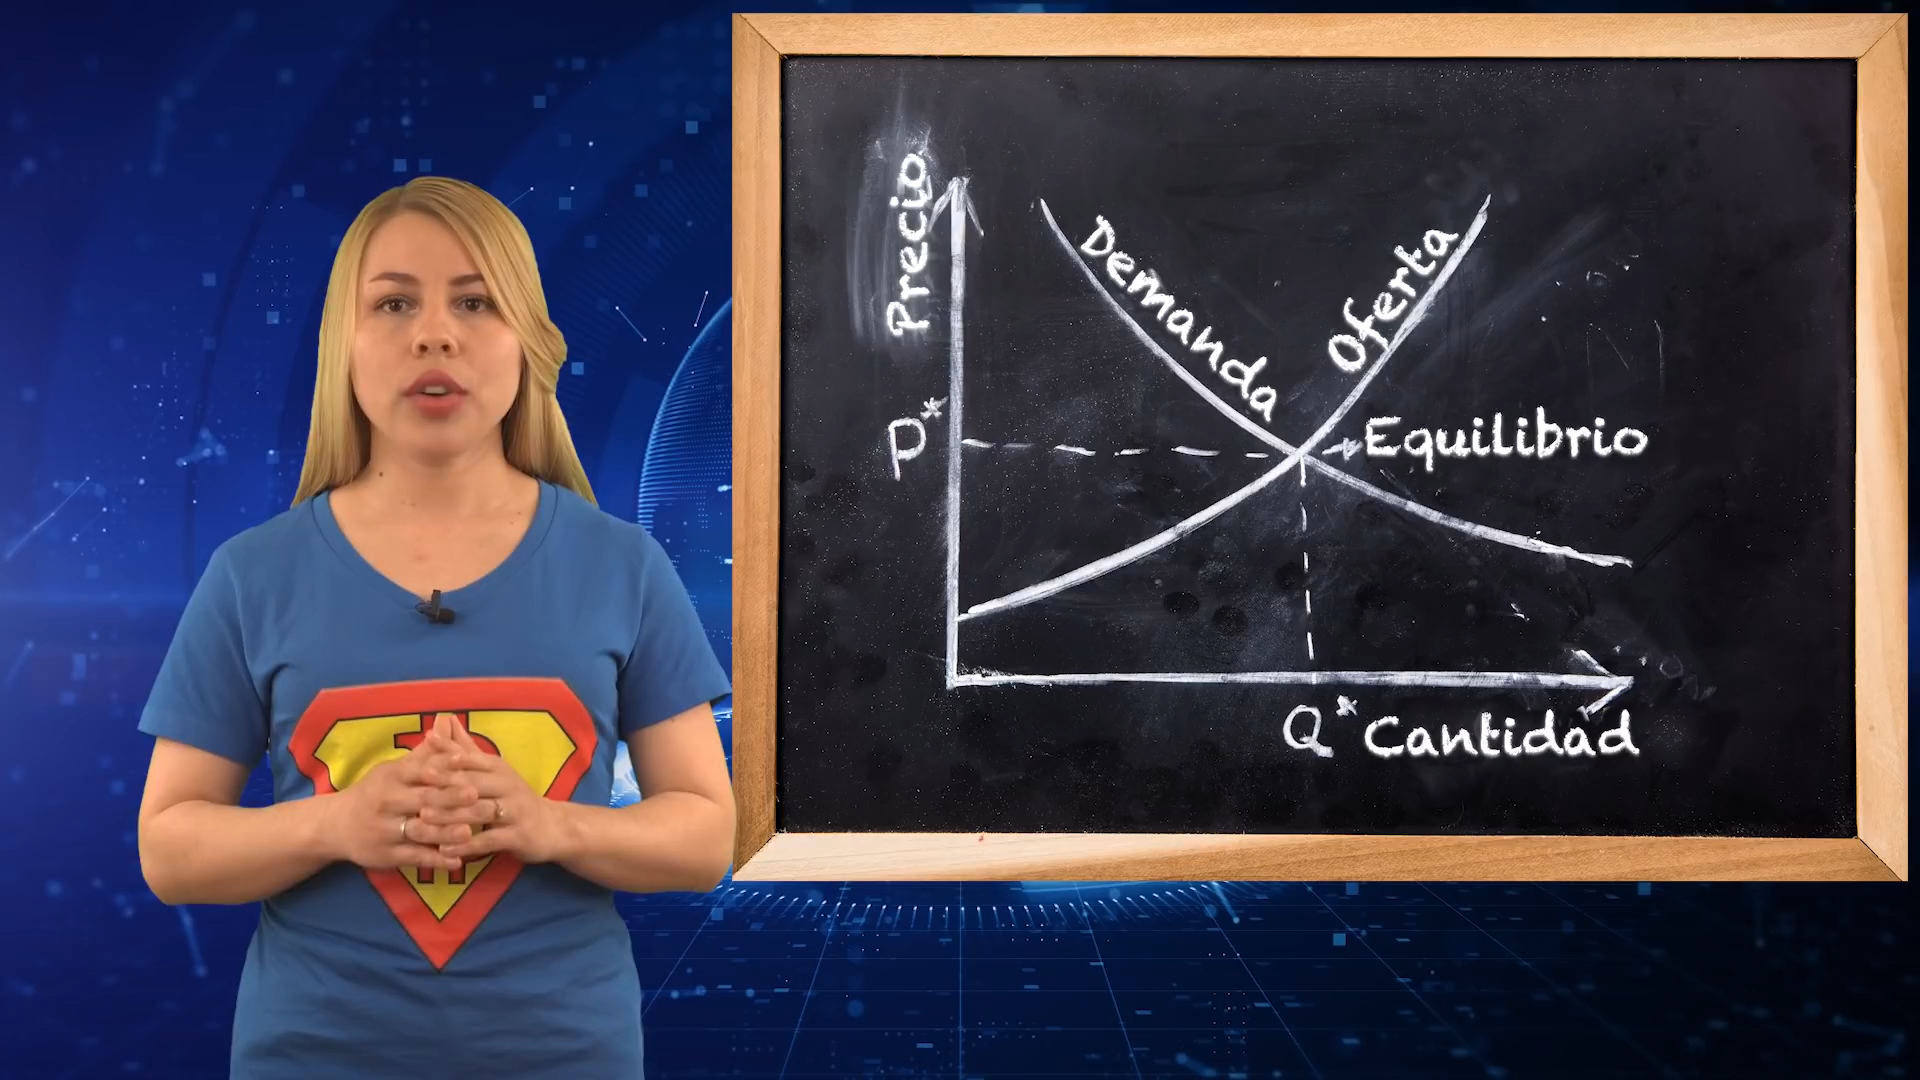 Precio
Demanda
Oferta
P*
Equilibrio
Q*
Cantidad